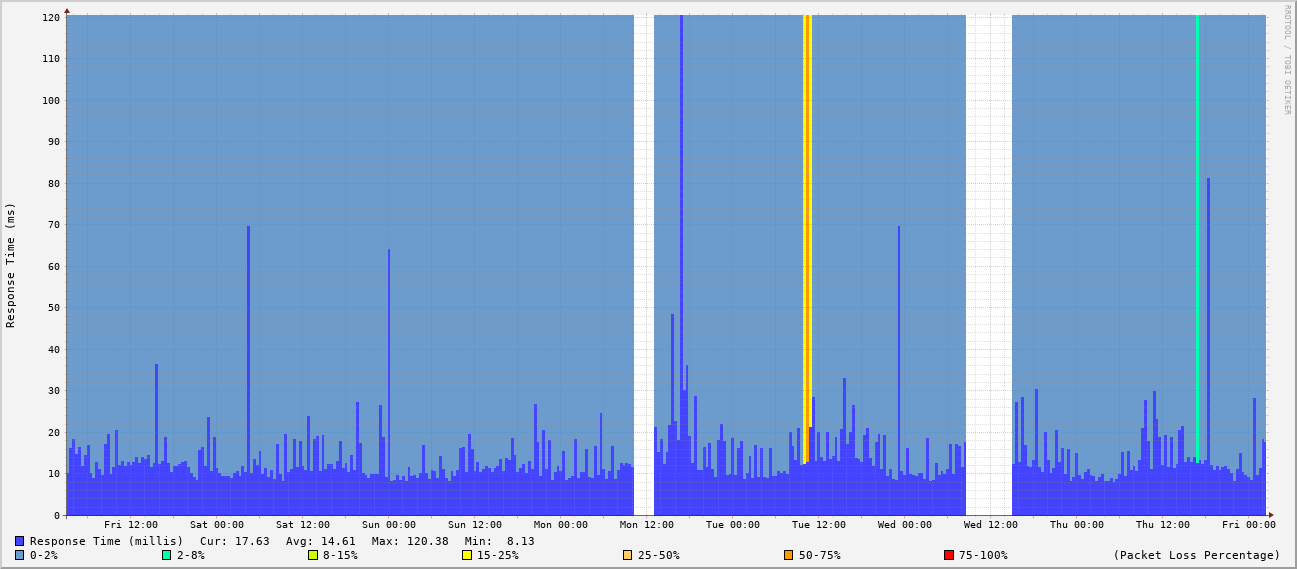 RRDTOOL / TOBI OETIKER
Response Time (ms)
120
110
100
90
80
70
60
50
40
30
20
10
0
Fri 12:00 Sat 00:00 Sat 12:00 Sun 00:00 Sun 12:00 Mon 00:00 Mon 12:00 Tue 00:00 Tue 12:00 Wed 00:00 Wed 12:00 Thu 00:00 Thu 12:00 Fri 00:00
Response Time (millis) Cur: 17.63 Avg: 14.61 Max: 120.38 Min: 8.13
0-2% 2-8% 8-15% 15-25% 25-50% 50-75% 75-100% (Packet Loss Percentage)